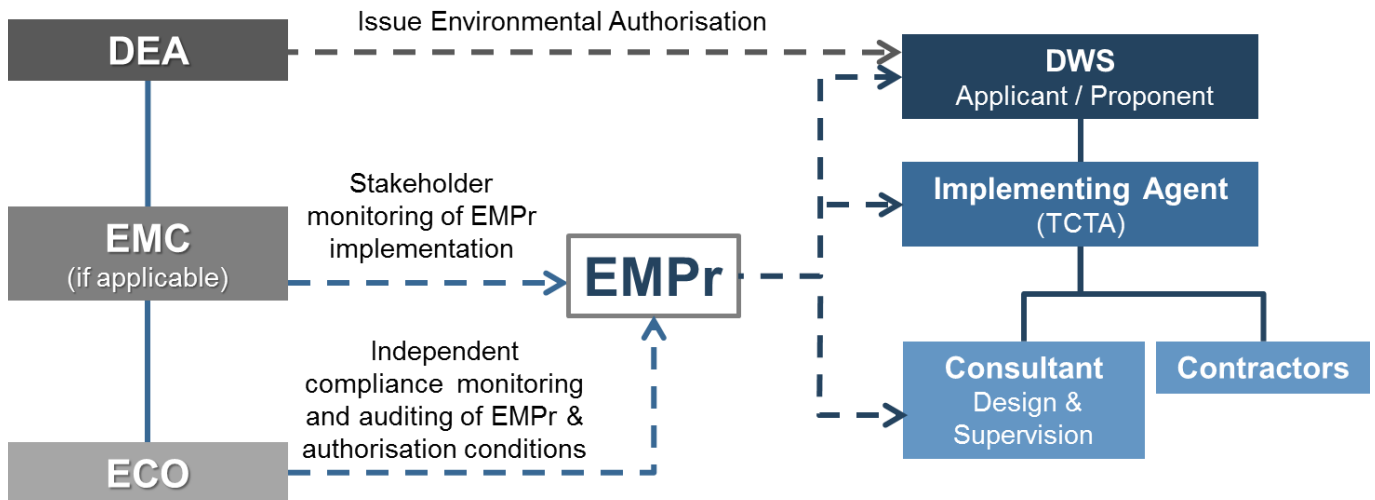 Issue Environmental Authorisation
DEA
DWS
Applicant / Proponent
Stakeholder
monitoring of EMPr
implementation
EMC
(if applicable)
Implementing Agent
(TCTA)
EMPr
Independent
compliance monitoring
and auditing of EMPr &
authorisation conditions
ECO
Consultant
Design &
Supervision
Contractors